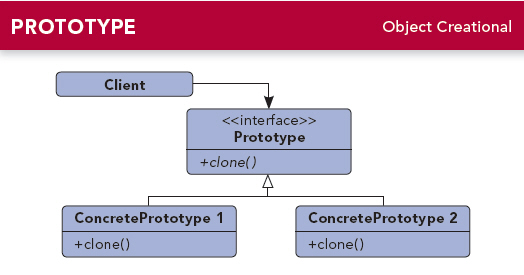 PROTOTYPE
Object Creational
Client
<<interface>>
Prototype
+clone()
ConcretePrototype 1
+clone()
ConcretePrototype 2
+clone()